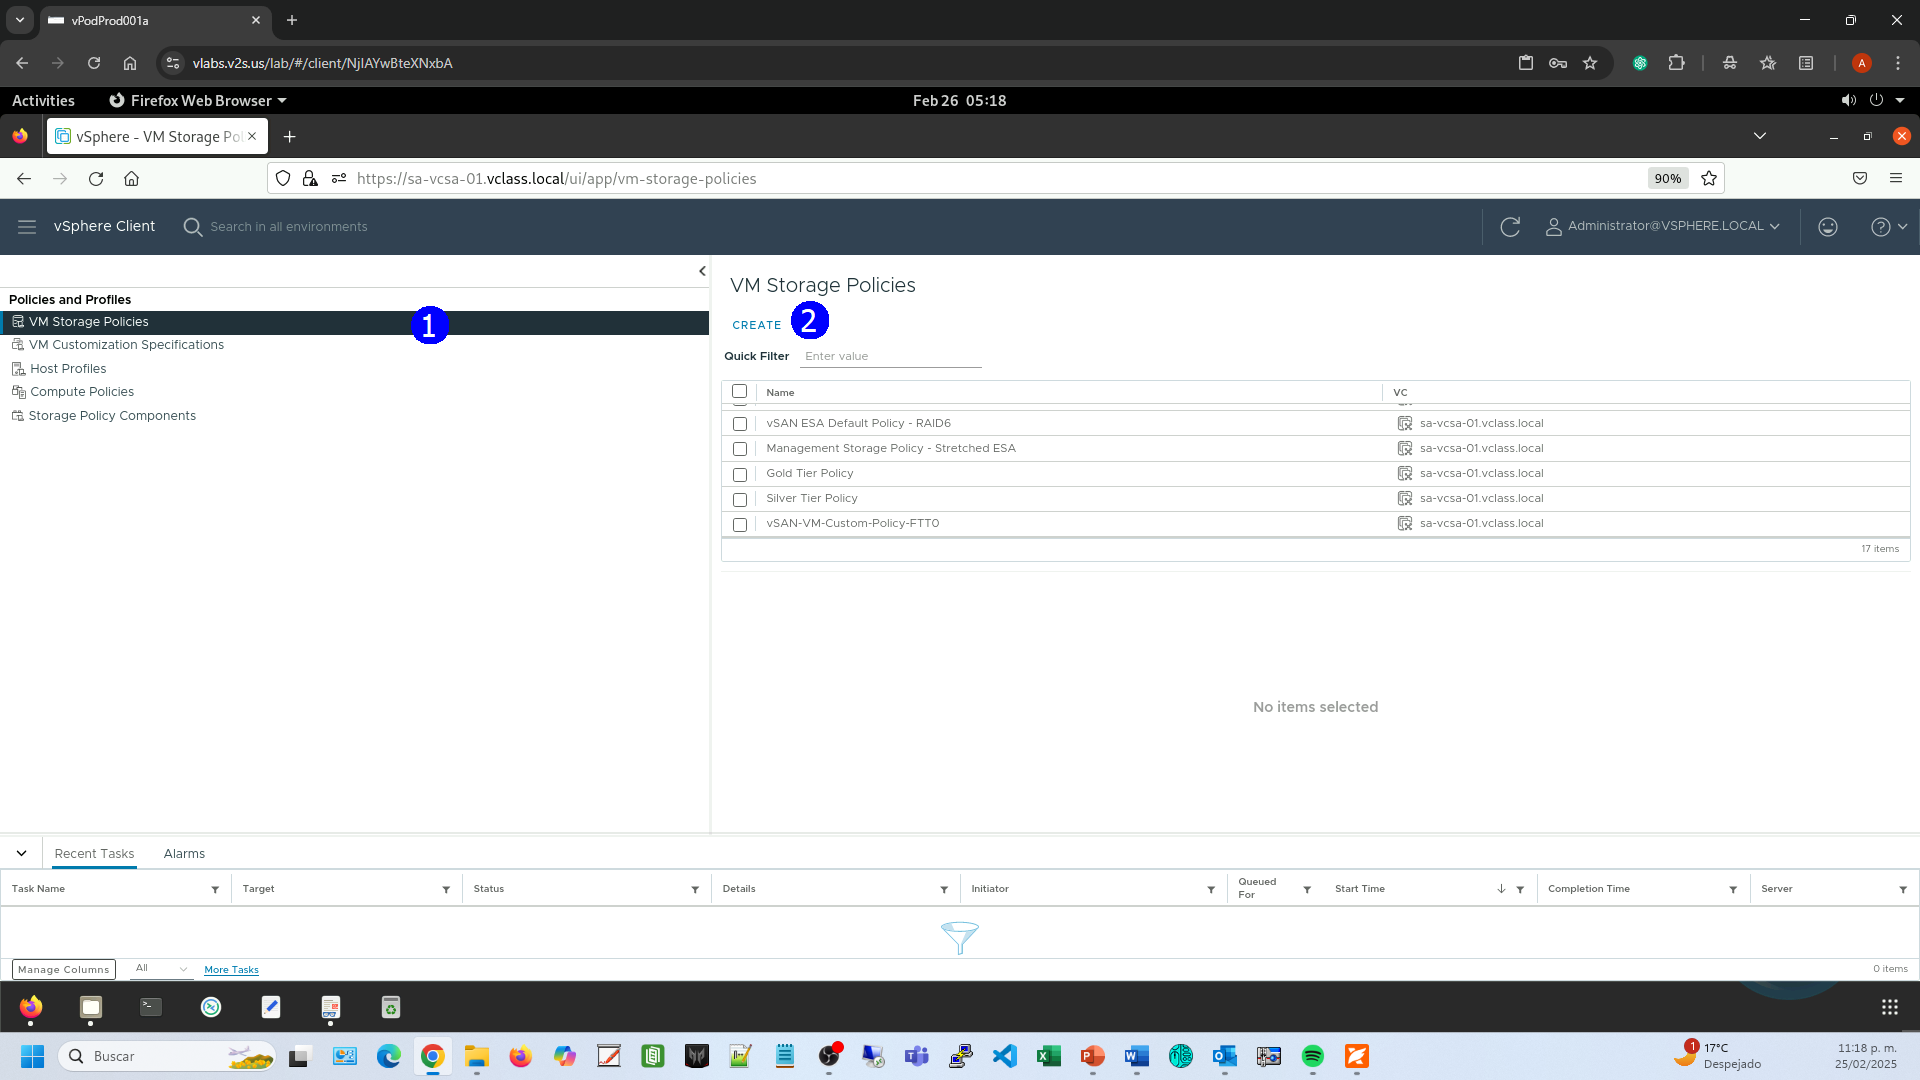 vPodProd001a
vlabs.v2s.us/lab/#/client/NjIAYwBteXNxbA
A
Activities
Firefox Web Browser
Feb 26 05:18
vSphere - VM Storage Pol
https://sa-vcsa-01.vclass.local/ui/app/vm-storage-policies
90%
vSphere Client
Search in all environments
Administrator@VSPHERE.LOCAL
Policies and Profiles
VM Storage Policies
1
VM Customization Specifications
Host Profiles
Compute Policies
Storage Policy Components
VM Storage Policies
CREATE
2
Quick Filter
Enter value
Name
VC
vSAN ESA Default Policy - RAID6
sa-vcsa-01.vclass.local
Management Storage Policy - Stretched ESA
sa-vcsa-01.vclass.local
Gold Tier Policy
sa-vcsa-01.vclass.local
Silver Tier Policy
sa-vcsa-01.vclass.local
vSAN-VM-Custom-Policy-FTT0
sa-vcsa-01.vclass.local
17 items
No items selected
Recent Tasks
Alarms
Task Name
Target
Status
Details
Initiator
Queued
For
Start Time
Completion Time
Server
Manage Columns
All
More Tasks
0 items
Buscar
1
17°C
Despejado
11:18 p. m.
25/02/2025